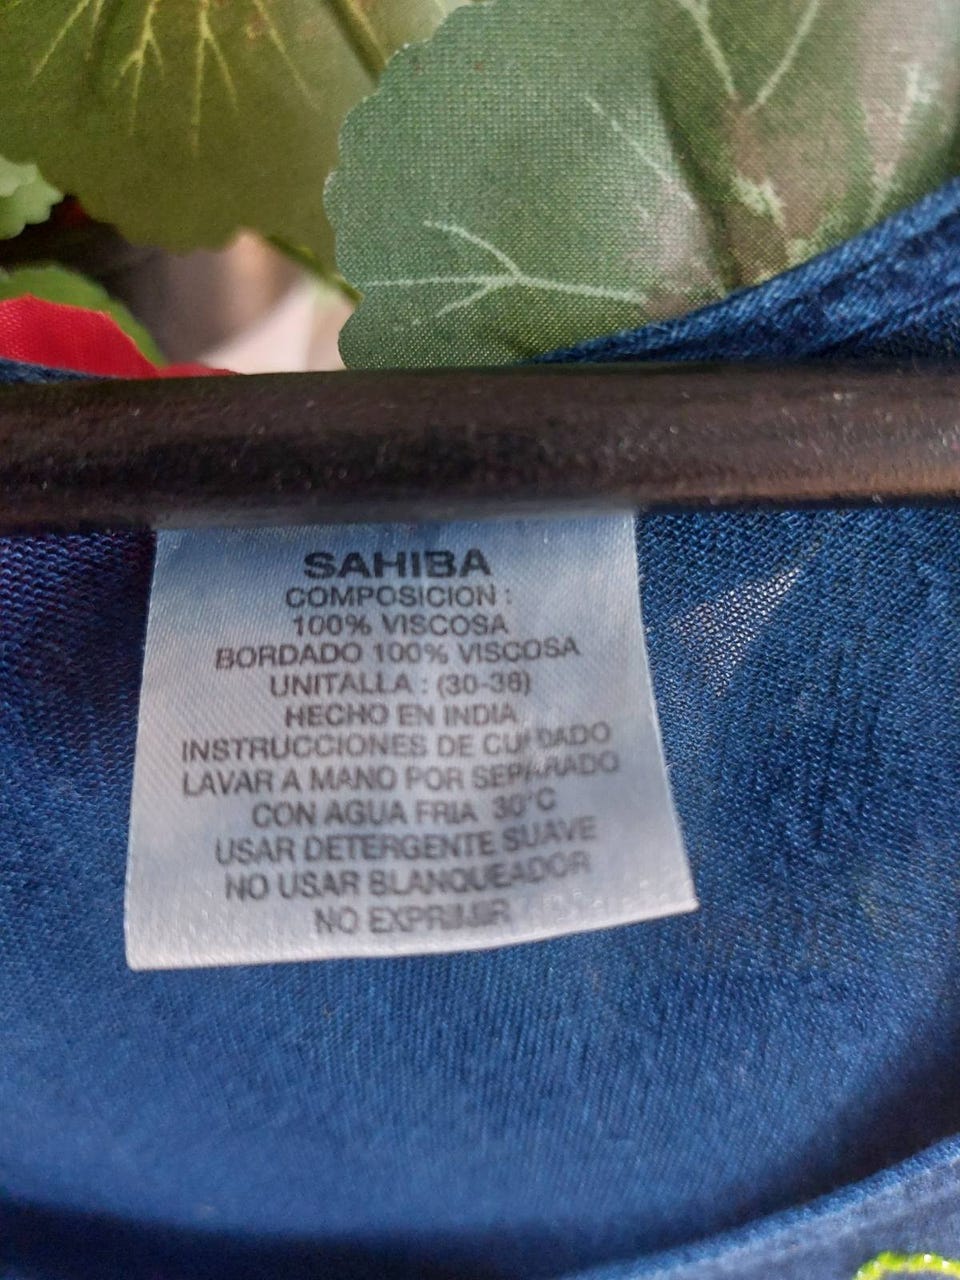 SAHIBA
COMPOSICION :
100% VISCOSA
BORDADO 100% VISCOSA
UNITALLA : (30-36)
HECHO EN INDIA
INSTRUCCIONES DE CUIDADO
LAVAR A MANO POR SEPARADO
CON AGUA FRIA 30°C
USAR DETERGENTE SUAVE
NO USAR BLANQUEADOR
NO EXPRIMIR